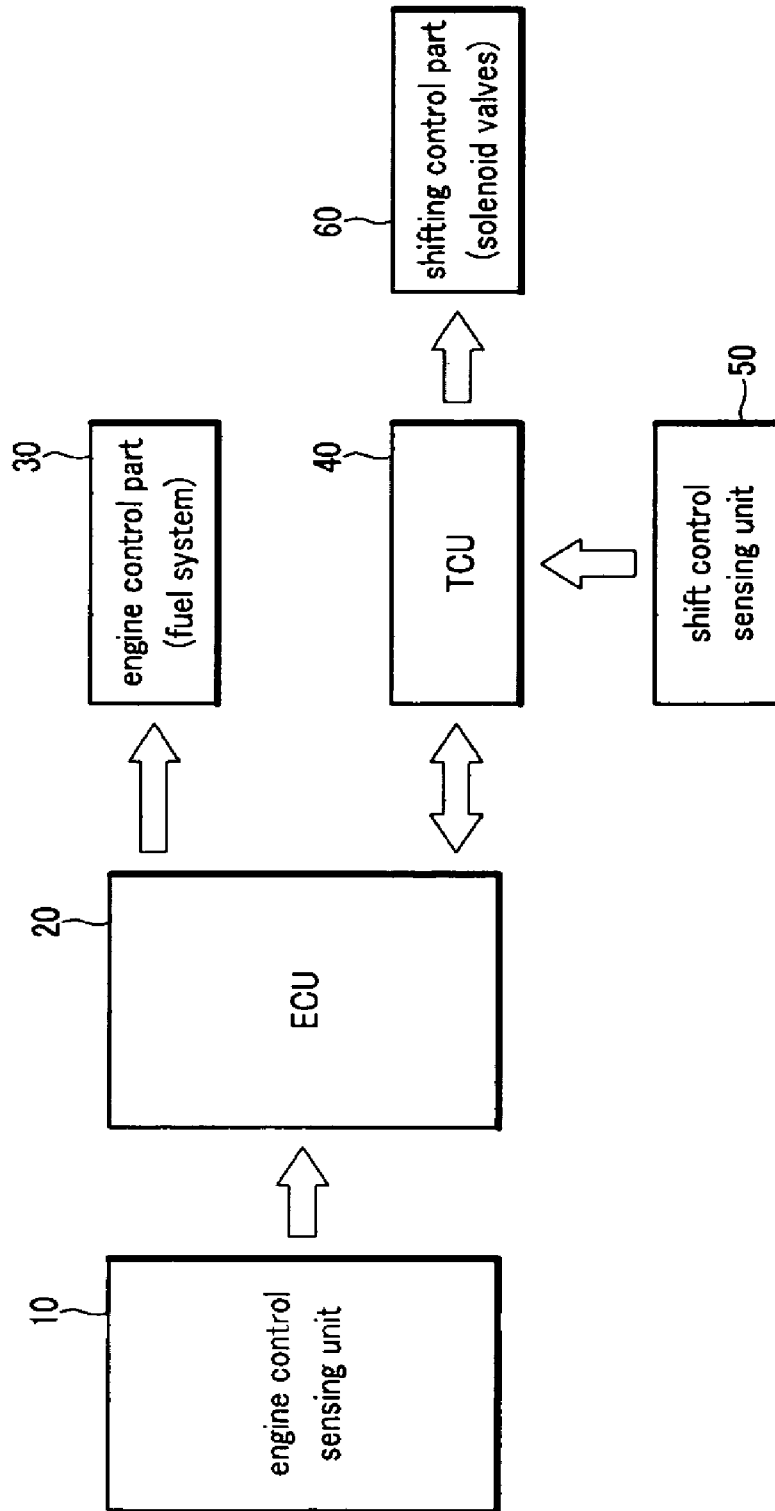 10
engine control
sensing unit
20
ECU
30
engine control part
(fuel system)
40
TCU
50
shift control
sensing unit
60
shifting control part
(solenoid valves)